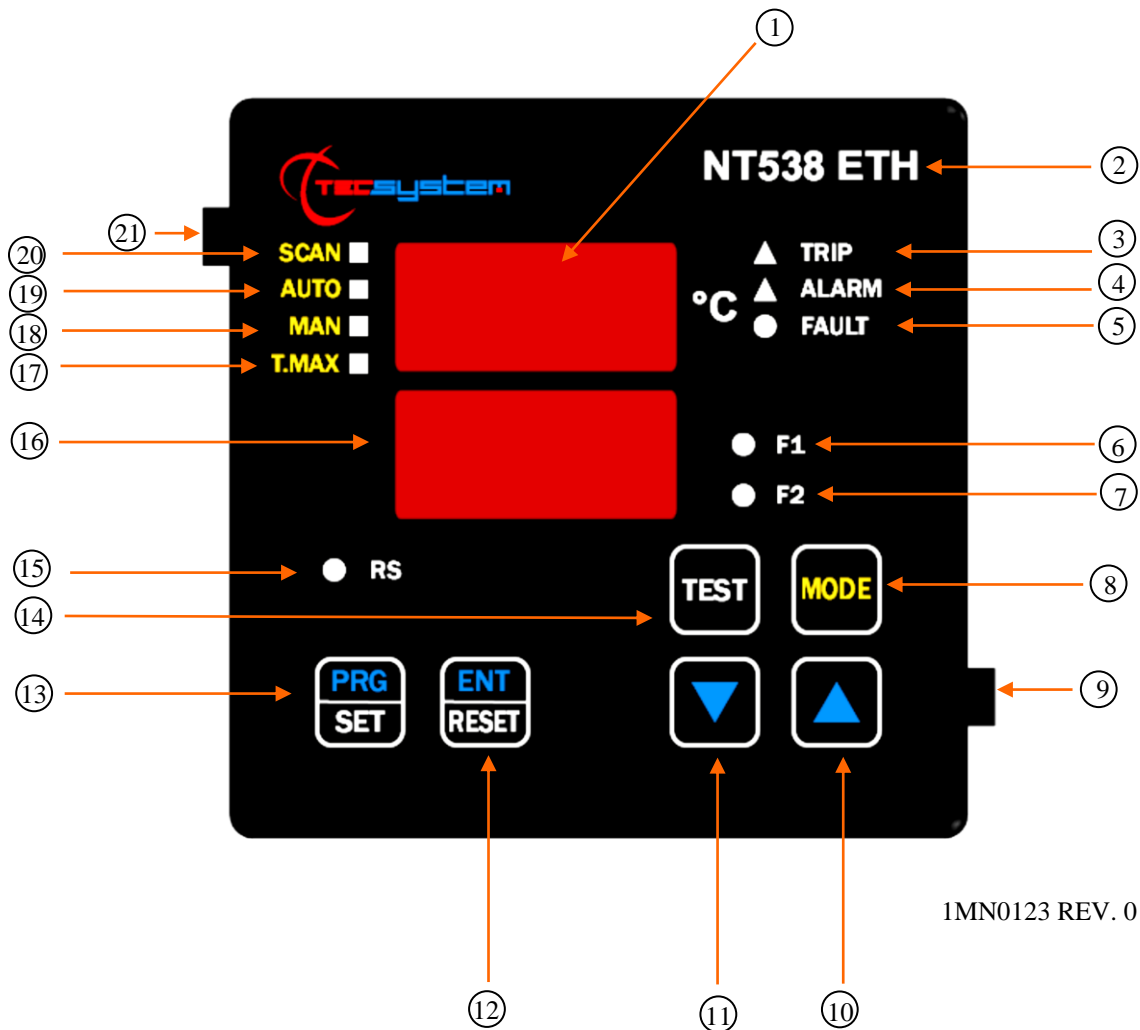 1
NT538 ETH
2
TECsystem
21
20
SCAN
TRIP
3
19
AUTO
°C
ALARM
4
18
MAN
FAULT
5
17
T.MAX
16
F1
6
F2
7
15
RS
TEST
MODE
8
14
13
PRG
SET
ENT
RESET
9
1MN0123 REV. 0
12
11
10